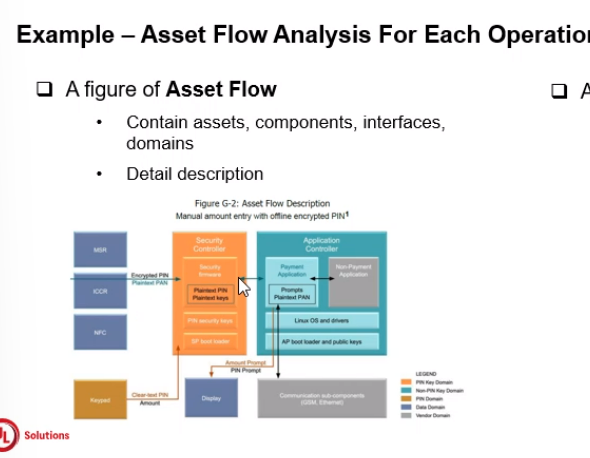 Example – Asset Flow Analysis For Each Operation
❑ A figure of Asset Flow
• Contain assets, components, interfaces,
domains
• Detail description
❑ A
Figure G-2: Asset Flow Description
Manual amount entry with offline encrypted PIN¹
MSR
ICCR
NFC
Keypad
Encrypted PIN
Plaintext PAN
Security
Controller
Security
firmware
Plaintext PIN
Plaintext keys
PIN security keys
SP boot loader
Application
Controller
Payment
Application
Prompts
Plaintext PAN
Non-Payment
Application
Linux OS and drivers
AP boot loader and public keys
Amount Prompt
PIN Prompt
Clear-text PIN
Amount
Display
Communication sub-components
(GSM, Ethernet)
LEGEND
PIN Key Domain
Non-PIN Key Domain
PIN Domain
Data Domain
Vendor Domain
UL
Solutions